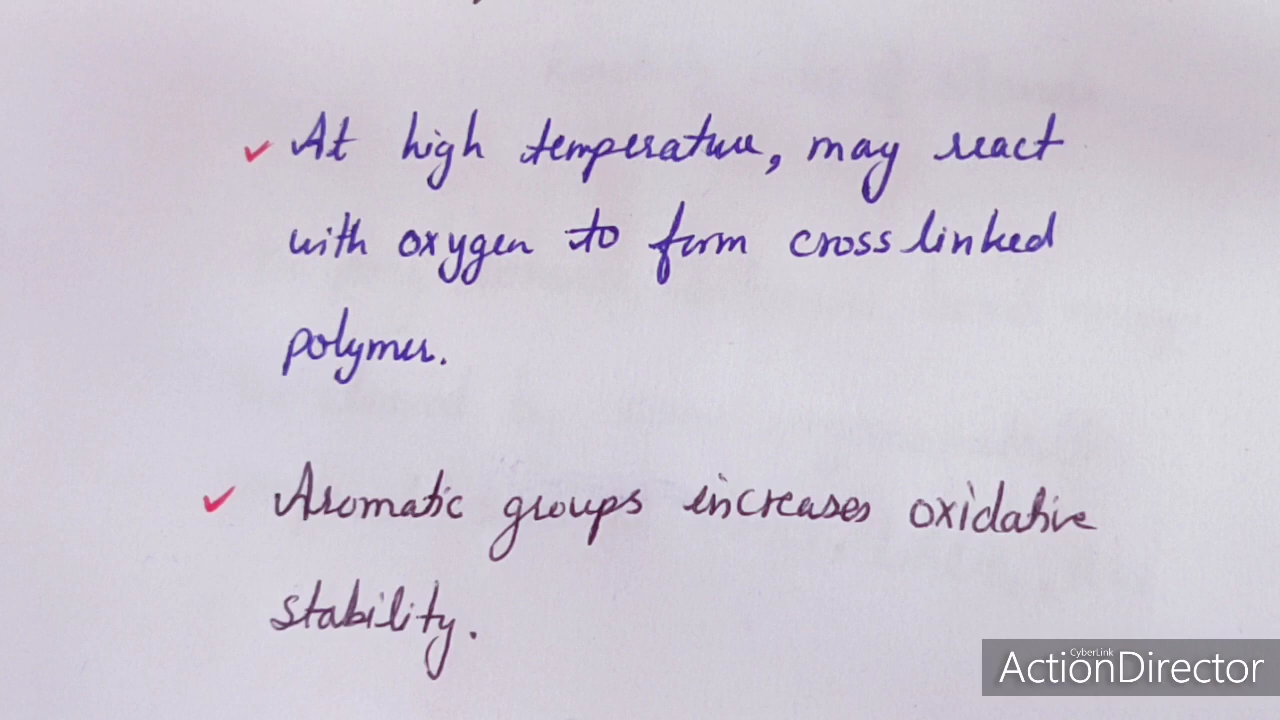 ✓ At high temperature, may react
with oxygen to form cross linked
polymer.
✓ Aromatic groups increases oxidative
stability.
CyberLink
ActionDirector